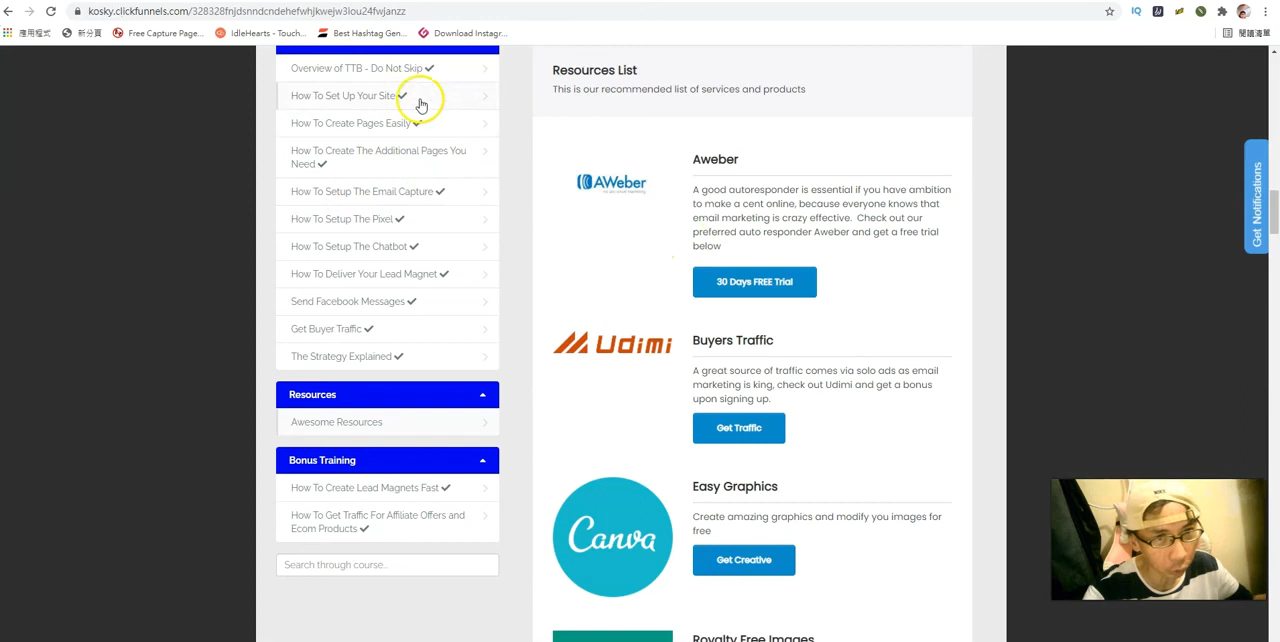 kosky.clickfunnels.com/328328fnjdsnndcndehefwhjkwejw3iou24fwjanzz
應用程式
新分頁
Free Capture Page...
IdleHearts - Touch...
Best Hashtag Gen...
Download Instagr...
閱讀清單
Overview of TTB - Do Not Skip
How To Set Up Your Site
How To Create Pages Easily
How To Create The Additional Pages You
Need
How To Setup The Email Capture
How To Setup The Pixel
How To Setup The Chatbot
How To Deliver Your Lead Magnet
Send Facebook Messages
Get Buyer Traffic
The Strategy Explained
Resources
Awesome Resources
Bonus Training
How To Create Lead Magnets Fast
How To Get Traffic For Affiliate Offers and
Ecom Products
Search through course...
Resources List
This is our recommended list of services and products
AWeber
Aweber
A good autoresponder is essential if you have ambition
to make a cent online, because everyone knows that
email marketing is crazy effective. Check out our
preferred auto responder Aweber and get a free trial
below
30 Days FREE Trial
Udimi
Buyers Traffic
A great source of traffic comes via solo ads as email
marketing is king, check out Udimi and get a bonus
upon signing up.
Get Traffic
Canva
Easy Graphics
Create amazing graphics and modify you images for
free
Get Creative
Royalty Free Images
Get Notifications